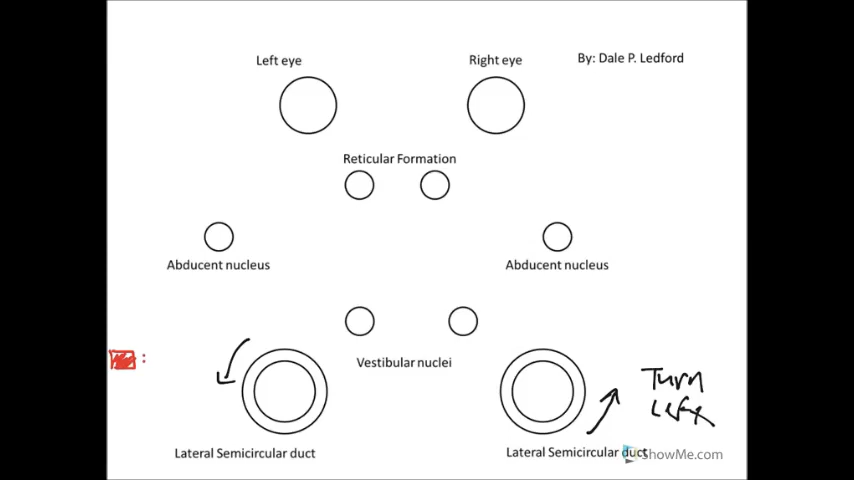 Left eye
Right eye
By: Dale P. Ledford
Reticular Formation
Abducent nucleus
Abducent nucleus
:
Vestibular nuclei
Turn
Left
Lateral Semicircular duct
Lateral Semicircular duct
ShowMe.com